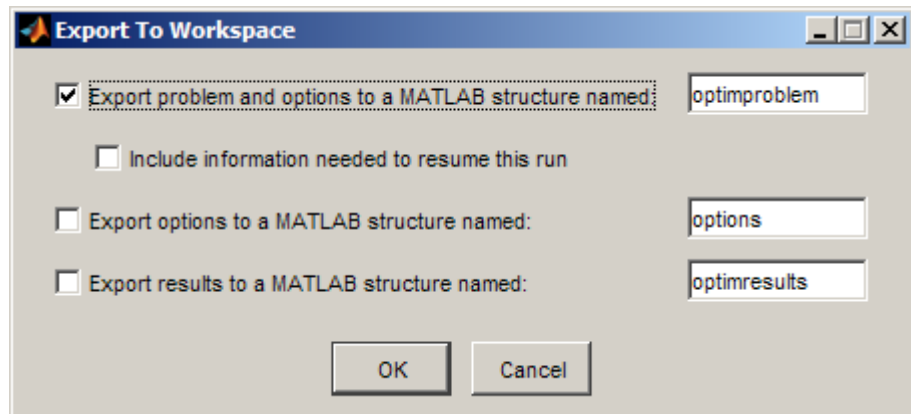 Export To Workspace
Export problem and options to a MATLAB structure named: optimproblem
Include information needed to resume this run
Export options to a MATLAB structure named: options
Export results to a MATLAB structure named: optimresults
OK Cancel